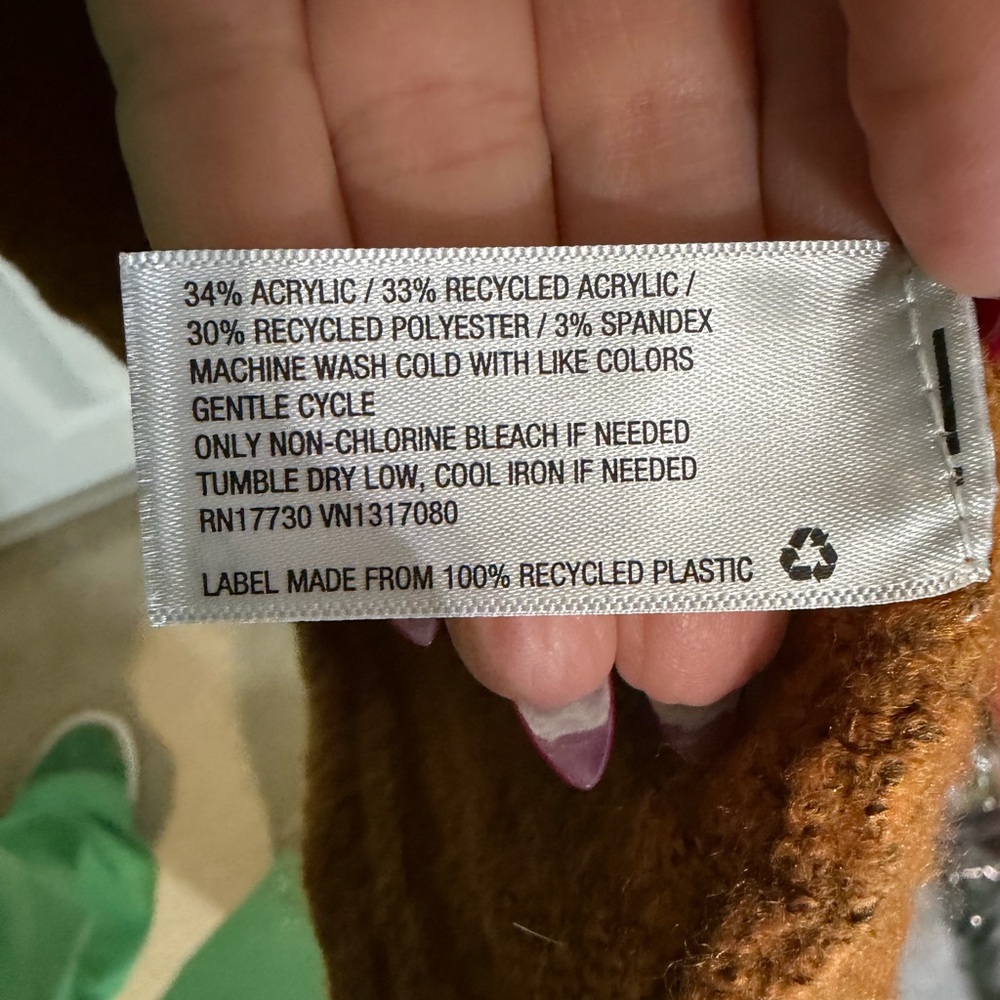 34% ACRYLIC / 33% RECYCLED ACRYLIC /
30% RECYCLED POLYESTER / 3% SPANDEX
MACHINE WASH COLD WITH LIKE COLORS
GENTLE CYCLE
ONLY NON-CHLORINE BLEACH IF NEEDED
TUMBLE DRY LOW, COOL IRON IF NEEDED
RN17730 VN1317080
LABEL MADE FROM 100% RECYCLED PLASTIC